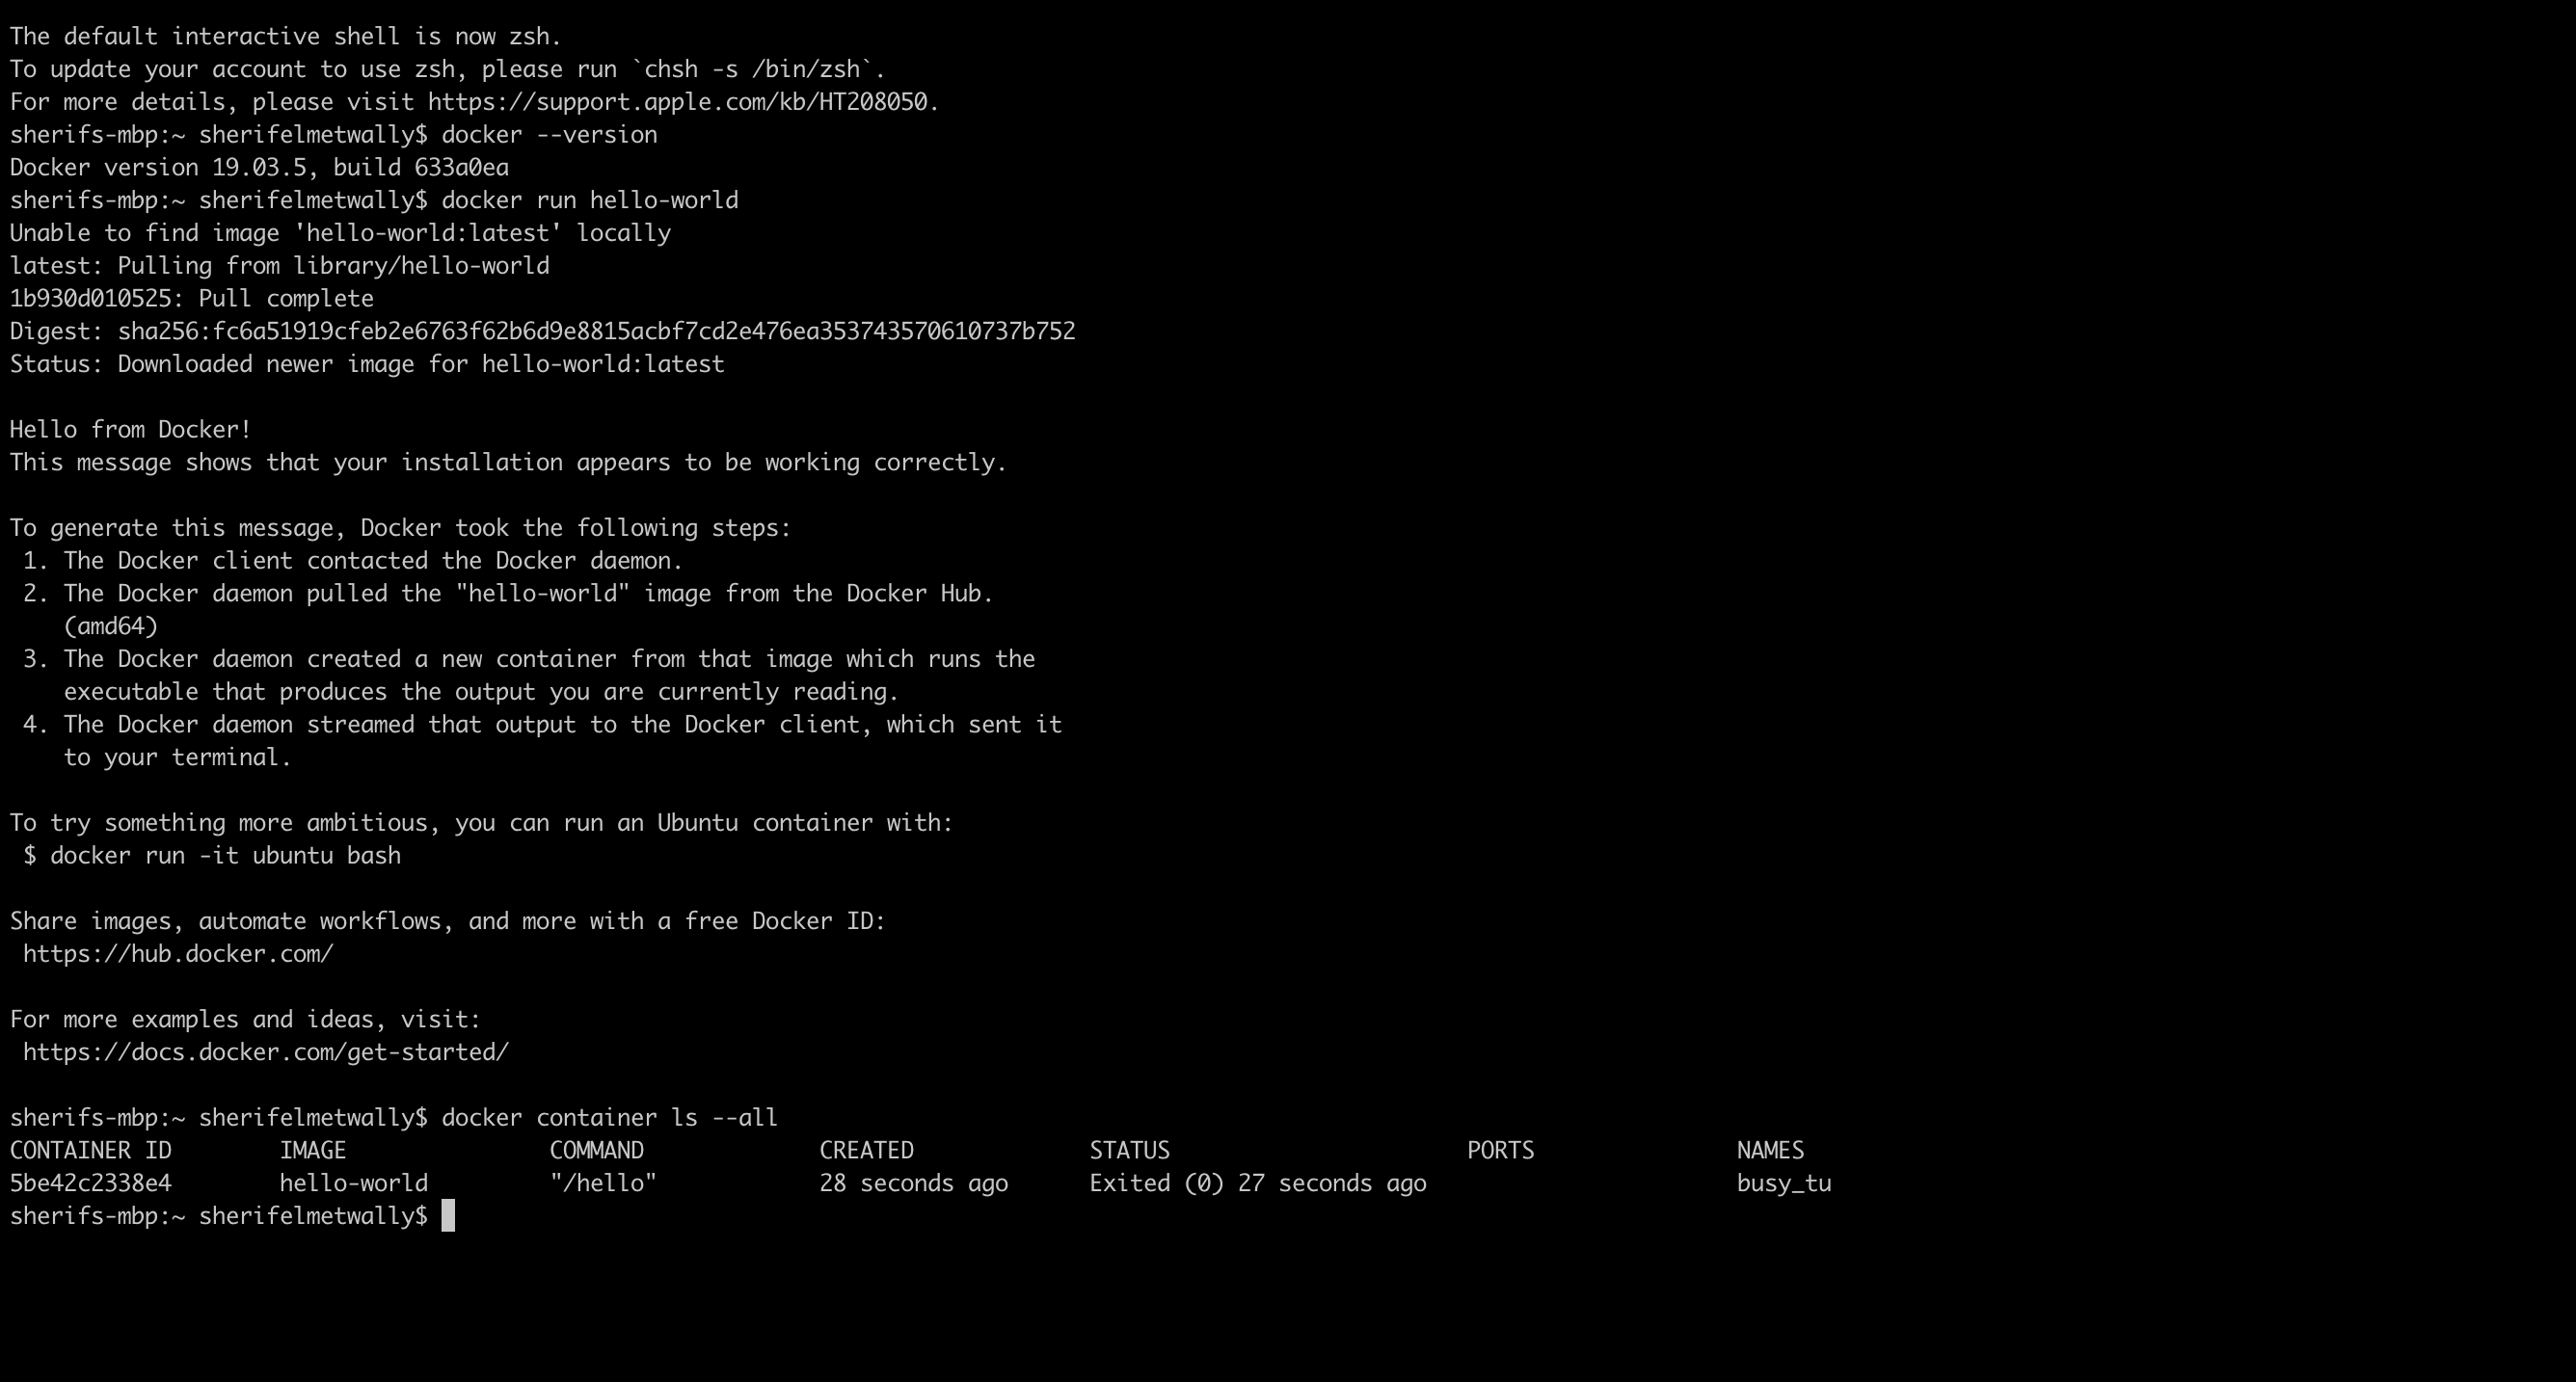 The default interactive shell is now zsh.
To update your account to use zsh, please run `chsh -s /bin/zsh`.
For more details, please visit https://support.apple.com/kb/HT208050.
sherifs-mbp:~ sherifelmetwally$ docker --version
Docker version 19.03.5, build 633a0ea
sherifs-mbp:~ sherifelmetwally$ docker run hello-world
Unable to find image 'hello-world:latest' locally
latest: Pulling from library/hello-world
1b930d010525: Pull complete
Digest: sha256:fc6a51919cfeb2e6763f62b6d9e8815acbf7cd2e476ea353743570610737b752
Status: Downloaded newer image for hello-world:latest

Hello from Docker!
This message shows that your installation appears to be working correctly.

To generate this message, Docker took the following steps:
 1. The Docker client contacted the Docker daemon.
 2. The Docker daemon pulled the "hello-world" image from the Docker Hub.
    (amd64)
 3. The Docker daemon created a new container from that image which runs the
    executable that produces the output you are currently reading.
 4. The Docker daemon streamed that output to the Docker client, which sent it
    to your terminal.

To try something more ambitious, you can run an Ubuntu container with:
 $ docker run -it ubuntu bash

Share images, automate workflows, and more with a free Docker ID:
 https://hub.docker.com/

For more examples and ideas, visit:
 https://docs.docker.com/get-started/

sherifs-mbp:~ sherifelmetwally$ docker container ls --all
CONTAINER ID        IMAGE               COMMAND             CREATED             STATUS                      PORTS               NAMES
5be42c2338e4        hello-world         "/hello"            28 seconds ago      Exited (0) 27 seconds ago                       busy_tu
sherifs-mbp:~ sherifelmetwally$